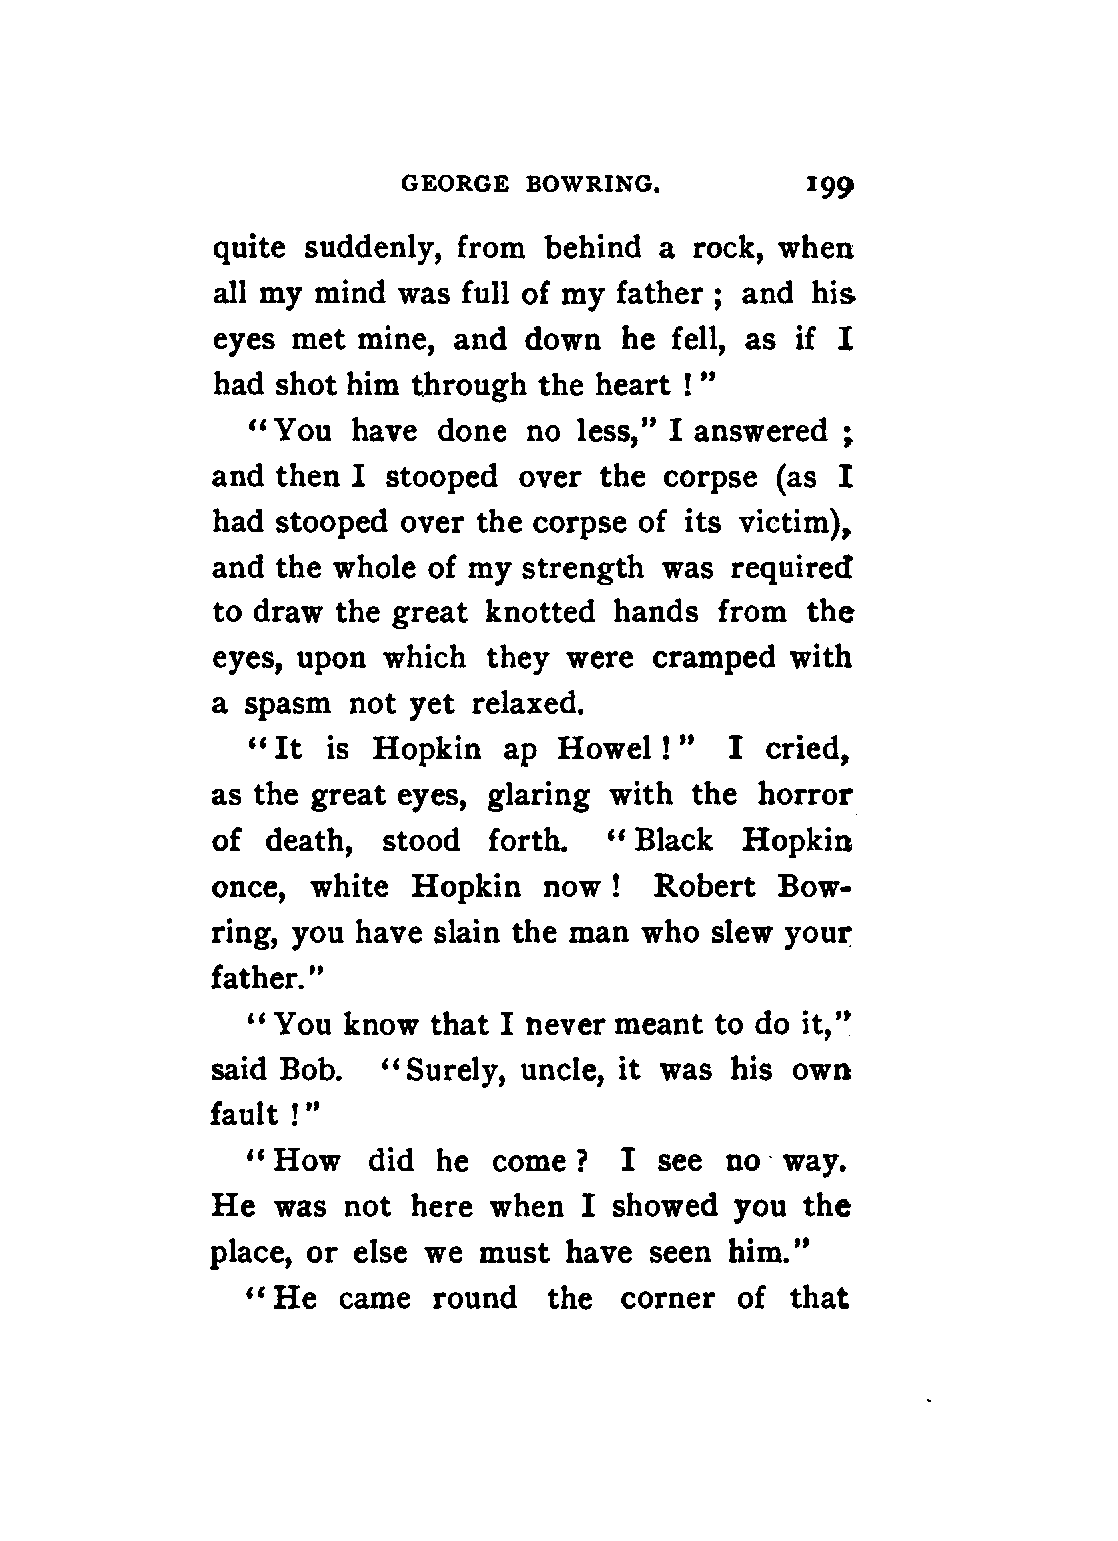 GEORGE BOWRING. 199
quite suddenly, from behind a rock, when
all my mind was full of my father ; and his
eyes met mine, and down he fell, as if I
had shot him through the heart ! "
" You have done no less," I answered ;
and then I stooped over the corpse (as I
had stooped over the corpse of its victim),
and the whole of my strength was required
to draw the great knotted hands from the
eyes, upon which they were cramped with
a spasm not yet relaxed.
" It is Hopkin ap Howel ! " I cried,
as the great eyes, glaring with the horror
of death, stood forth. " Black Hopkin
once, white Hopkin now ! Robert Bow-
ring, you have slain the man who slew your
father."
" You know that I never meant to do it,"
said Bob. " Surely, uncle, it was his own
fault ! "
" How did he come ? I see no way.
He was not here when I showed you the
place, or else we must have seen him."
" He came round the corner of that